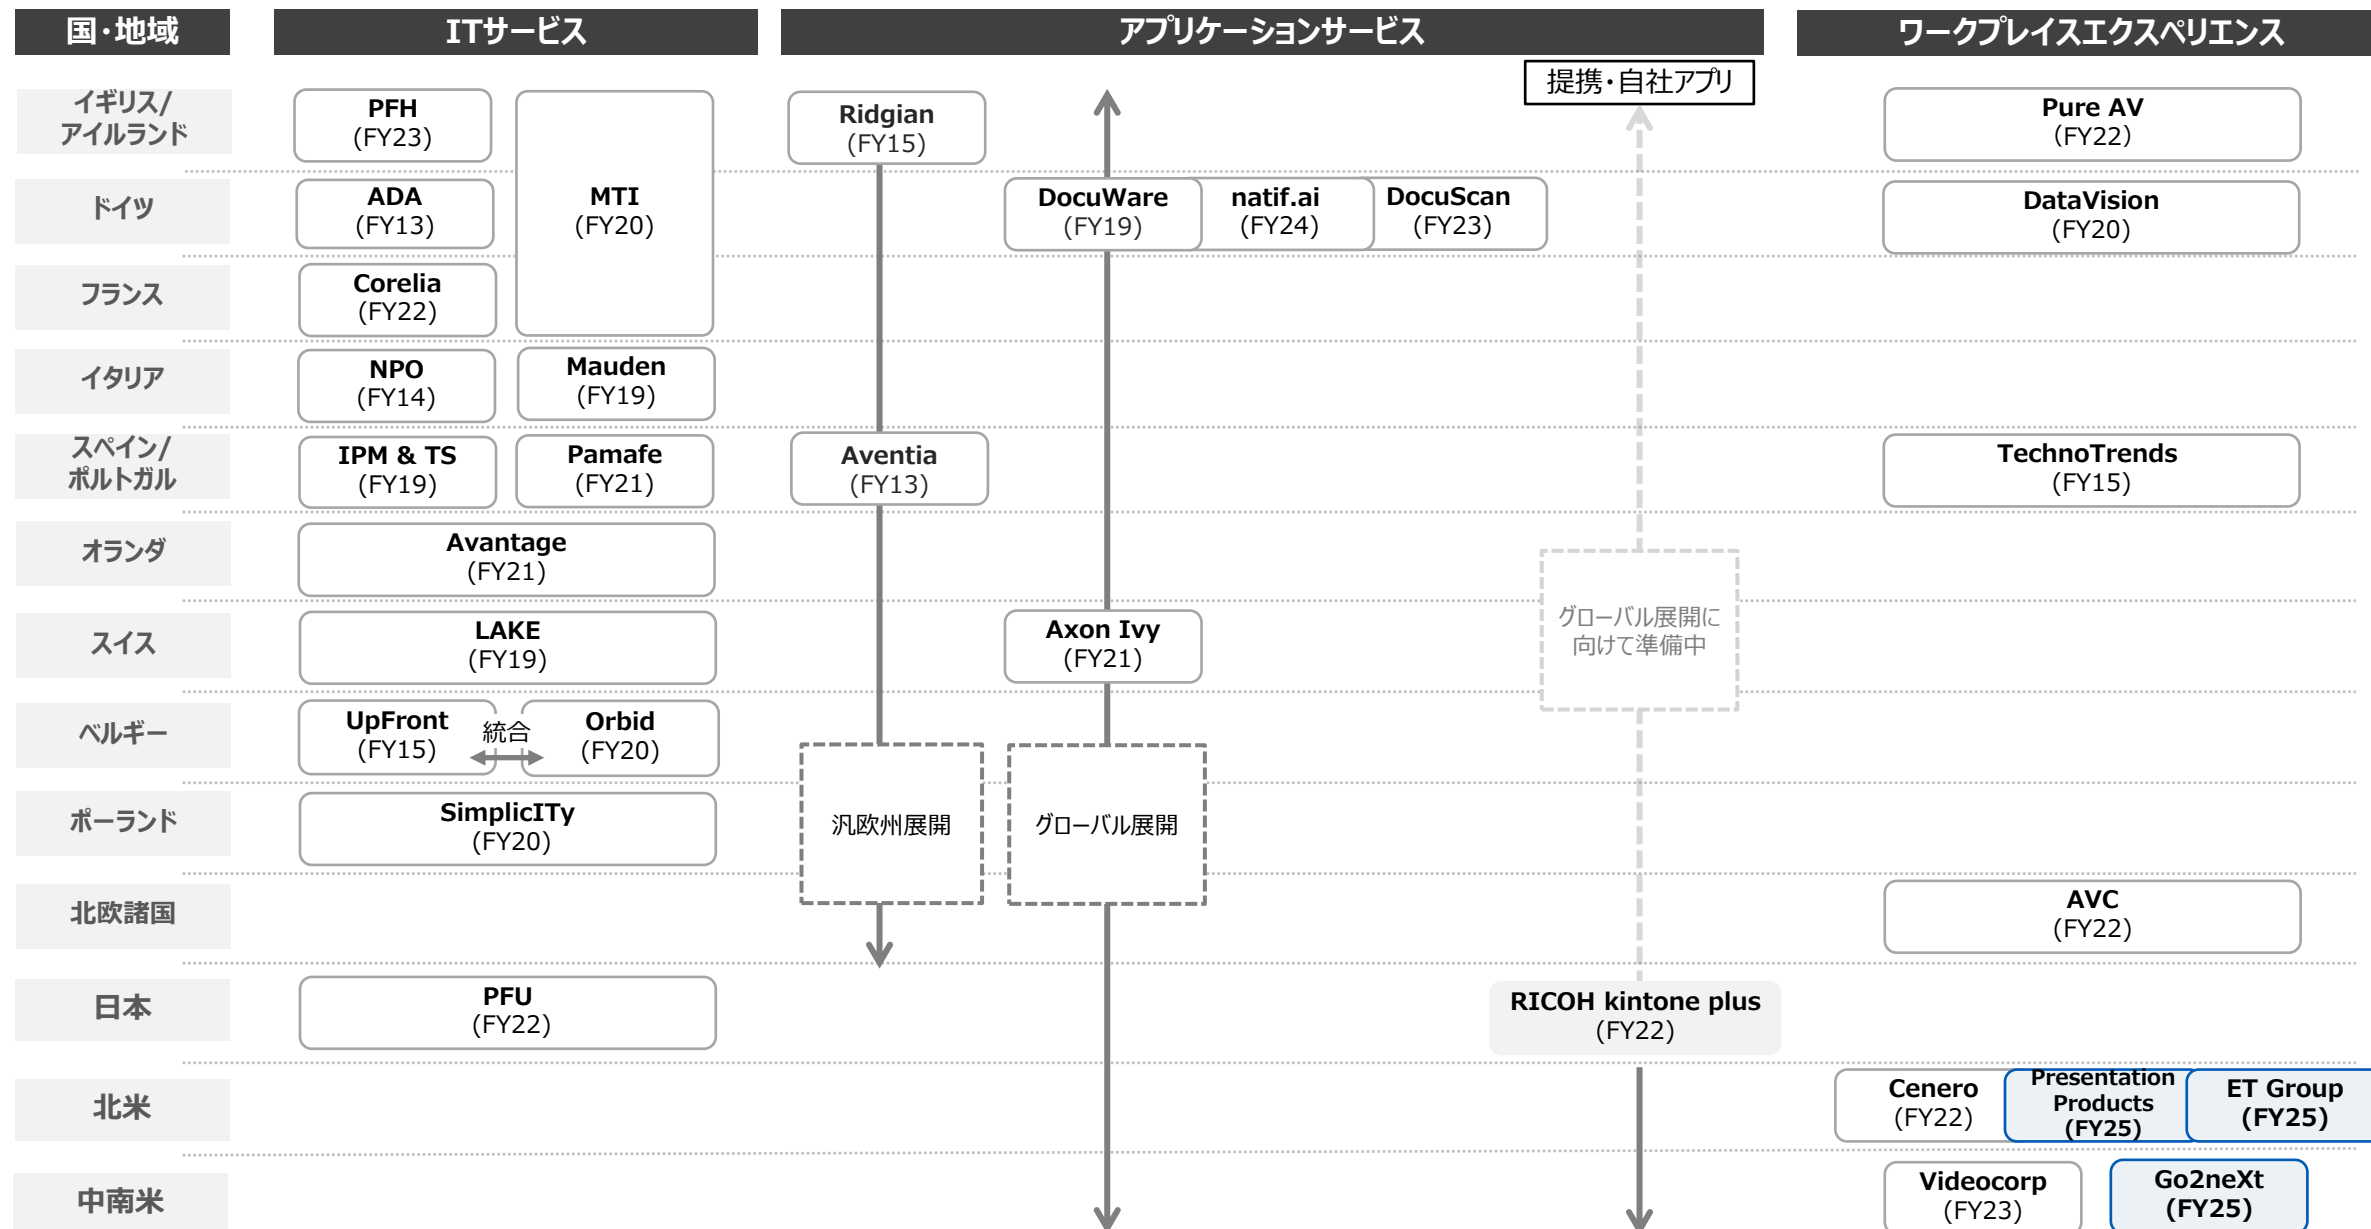 国・地域
ITサービス
アプリケーションサービス
ワークプレイスエクスペリエンス
提携・自社アプリ
イギリス/
アイルランド
PFH
(FY23)
MTI
(FY20)
Ridgian
(FY15)
Pure AV
(FY22)
ドイツ
ADA
(FY13)
DocuWare
(FY19)
natif.ai
(FY24)
DocuScan
(FY23)
DataVision
(FY20)
フランス
Corelia
(FY22)
イタリア
NPO
(FY14)
Mauden
(FY19)
スペイン/
ポルトガル
IPM & TS
(FY19)
Pamafe
(FY21)
Aventia
(FY13)
TechnoTrends
(FY15)
オランダ
Avantage
(FY21)
スイス
LAKE
(FY19)
Axon Ivy
(FY21)
グローバル展開に
向けて準備中
ベルギー
UpFront
(FY15)
統合
Orbid
(FY20)
ポーランド
SimplicITy
(FY20)
汎欧州展開
グローバル展開
北欧諸国
AVC
(FY22)
日本
PFU
(FY22)
RICOH kintone plus
(FY22)
北米
Cenero
(FY22)
Presentation
Products
(FY25)
ET Group
(FY25)
中南米
Videocorp
(FY23)
Go2neXt
(FY25)